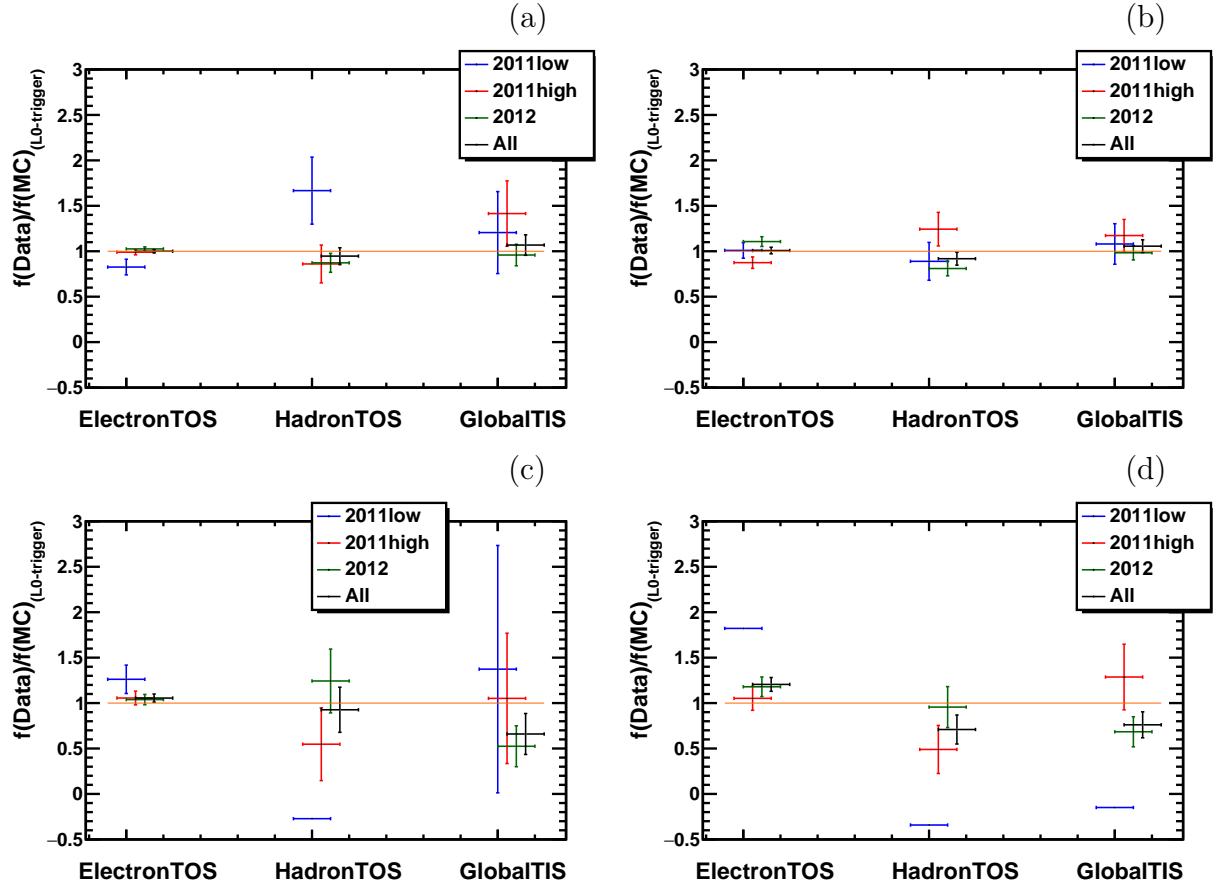 (a)
2011low
2011high
2012
All
f(Data)/f(MC)(L0-trigger)
3
2.5
2
1.5
1
0.5
0
−0.5
ElectronTOS HadronTOS GlobalTIS
(b)
2011low
2011high
2012
All
f(Data)/f(MC)(L0-trigger)
3
2.5
2
1.5
1
0.5
0
−0.5
ElectronTOS HadronTOS GlobalTIS
(c)
2011low
2011high
2012
All
f(Data)/f(MC)(L0-trigger)
3
2.5
2
1.5
1
0.5
0
−0.5
ElectronTOS HadronTOS GlobalTIS
(d)
2011low
2011high
2012
All
f(Data)/f(MC)(L0-trigger)
3
2.5
2
1.5
1
0.5
0
−0.5
ElectronTOS HadronTOS GlobalTIS